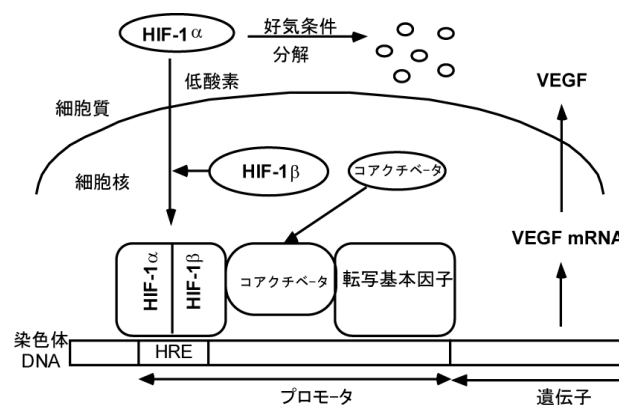 HIF-1α
好気条件
分解
低酸素
VEGF
細胞質
細胞核
HIF-1β
コアクチベータ
VEGF mRNA
HIF-1α
HIF-1β
コアクチベータ
転写基本因子
染色体
DNA
HRE
プロモータ
遺伝子